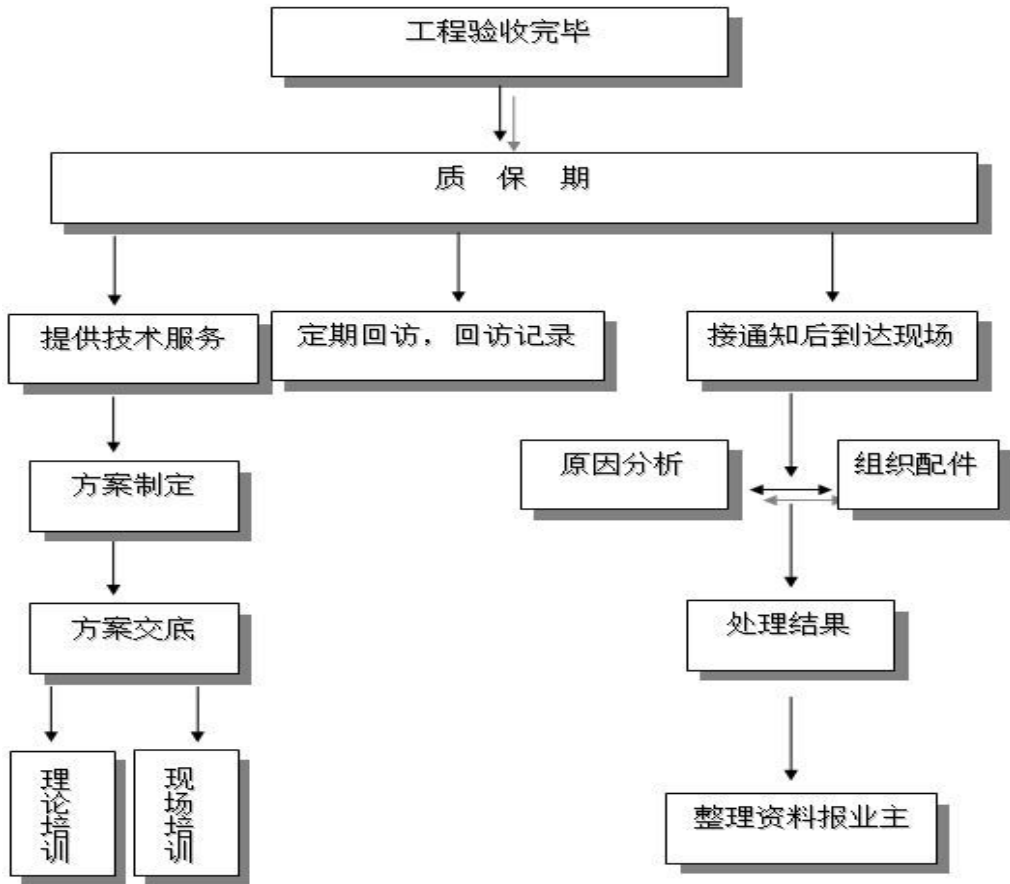 工程验收完毕
质 保 期
提供技术服务
定期回访，回访记录
接通知后到达现场
方案制定
原因分析
组织配件
方案交底
处理结果
理论培训
现场培训
整理资料报业主